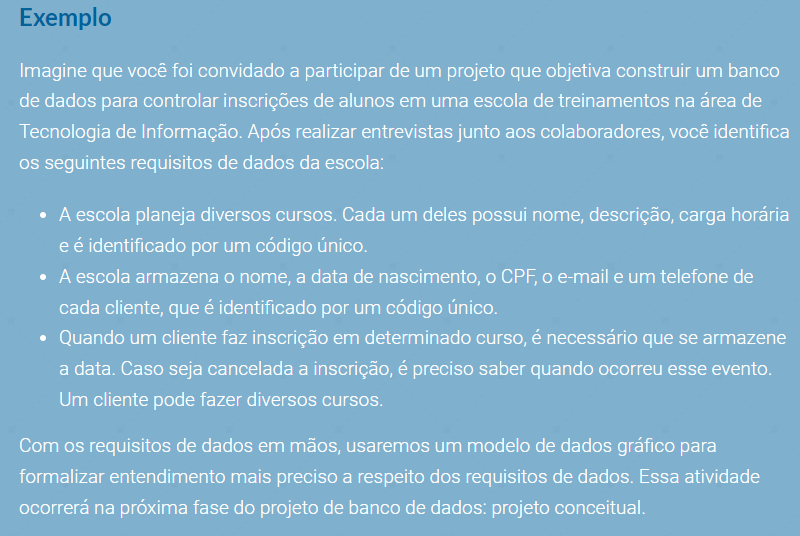 Exemplo
Imagine que você foi convidado a participar de um projeto que objetiva construir um banco
de dados para controlar inscrições de alunos em uma escola de treinamentos na área de
Tecnologia de Informação. Após realizar entrevistas junto aos colaboradores, você identifica
os seguintes requisitos de dados da escola:
• A escola planeja diversos cursos. Cada um deles possui nome, descrição, carga horária
e é identificado por um código único.
• A escola armazena o nome, a data de nascimento, o CPF, o e-mail e um telefone de
cada cliente, que é identificado por um código único.
• Quando um cliente faz inscrição em determinado curso, é necessário que se armazene
a data. Caso seja cancelada a inscrição, é preciso saber quando ocorreu esse evento.
Um cliente pode fazer diversos cursos.
Com os requisitos de dados em mãos, usaremos um modelo de dados gráfico para
formalizar entendimento mais preciso a respeito dos requisitos de dados. Essa atividade
ocorrerá na próxima fase do projeto de banco de dados: projeto conceitual.